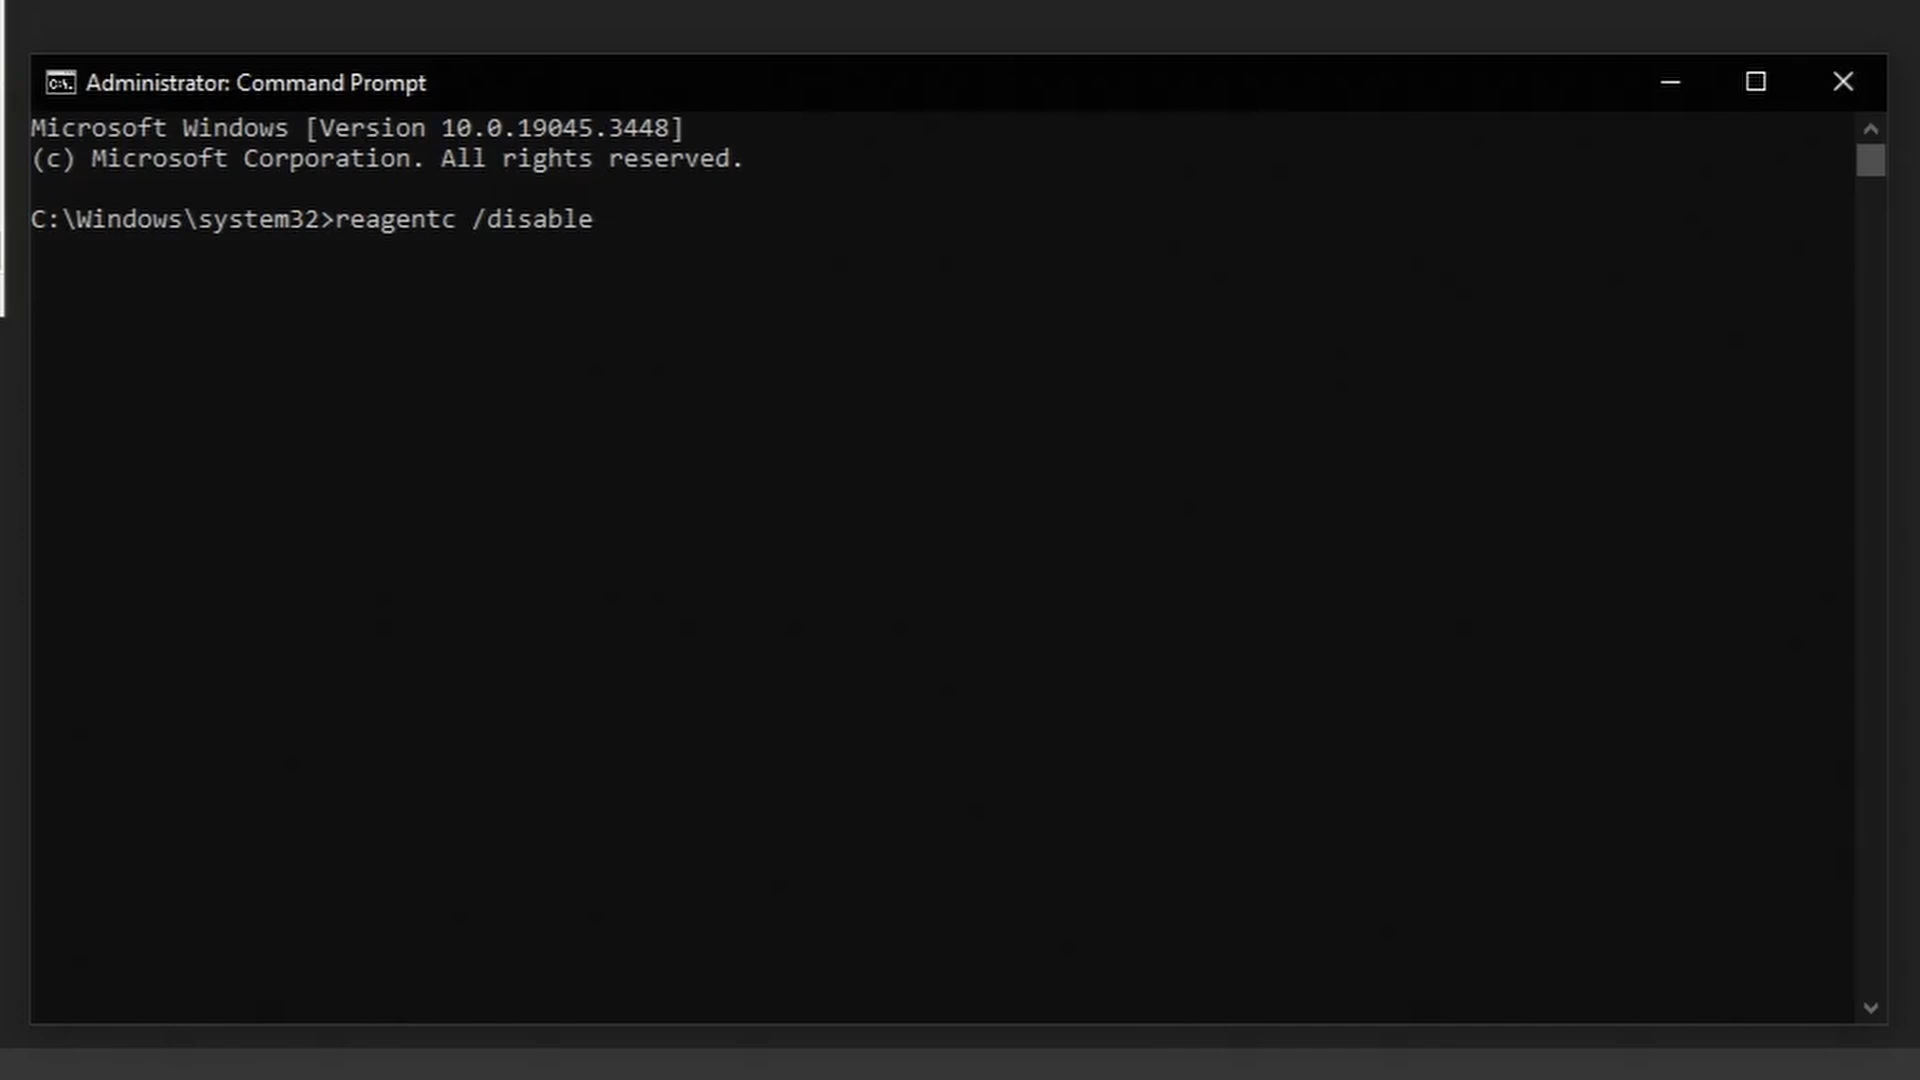 Administrator: Command Prompt
Microsoft Windows [Version 10.0.19045.3448]
(c) Microsoft Corporation. All rights reserved.
C:\Windows\system32>reagentc /disable